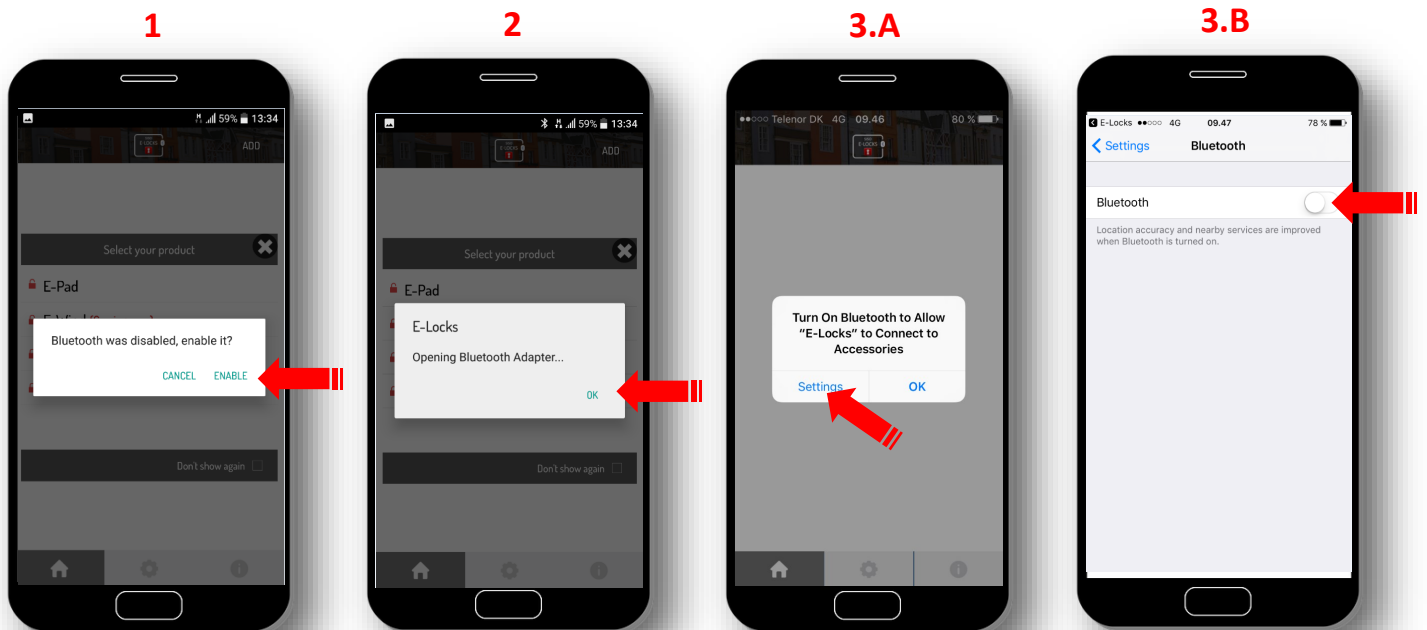 1
59% 13:34
ADD
Select your product
E-Pad
Bluetooth was disabled, enable it?
CANCEL ENABLE
Don't show again
2
59% 13:34
ADD
Select your product
E-Pad
E-Locks
Opening Bluetooth Adapter...
OK
Don't show again
3.A
Telenor DK 4G 09.46 80 %
E-LOCKS
Turn On Bluetooth to Allow
"E-Locks" to Connect to
Accessories
Settings OK
3.B
E-Locks 4G 09.47 78 %
Settings Bluetooth
Bluetooth
Location accuracy and nearby services are improved
when Bluetooth is turned on.